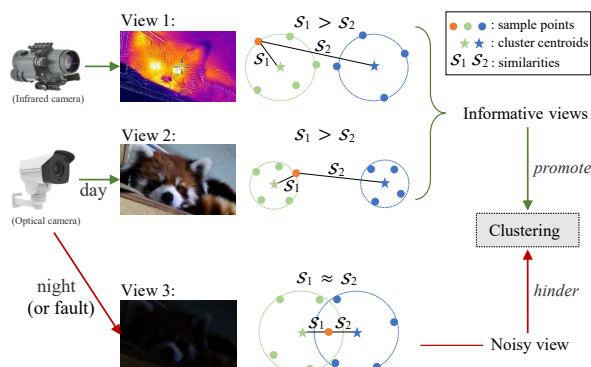 View 1:
S₁ > S₂
S₁
S₂
: sample points
: cluster centroids
S₁ S₂ : similarities
(Infrared camera)
Informative views
View 2:
S₁ > S₂
S₁
S₂
day
(Optical camera)
promote
Clustering
night
(or fault)
View 3:
S₁ ≈ S₂
S₁
S₂
hinder
Noisy view